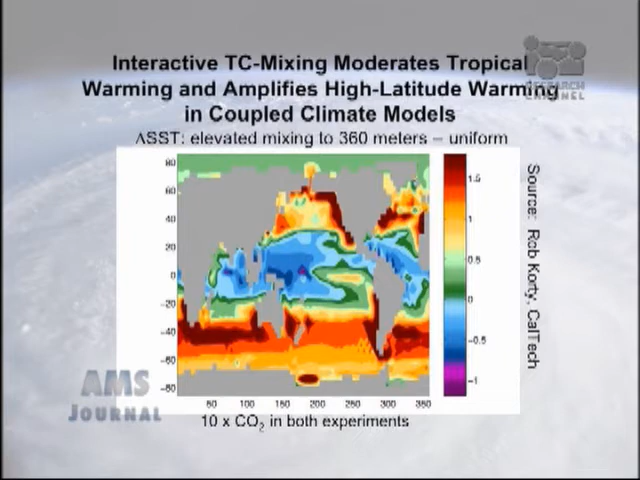 Interactive TC-Mixing Moderates Tropical
Warming and Amplifies High-Latitude Warming
in Coupled Climate Models
ΔSST: elevated mixing to 360 meters – uniform
RESEARCH
CHANNEL
80
60
40
20
0
-20
-40
-60
-80
50 100 150 200 250 300 350
1.5
1
0.5
0
-0.5
-1
Source: Rob Korty, CalTech
AMS
JOURNAL
10 x CO₂ in both experiments